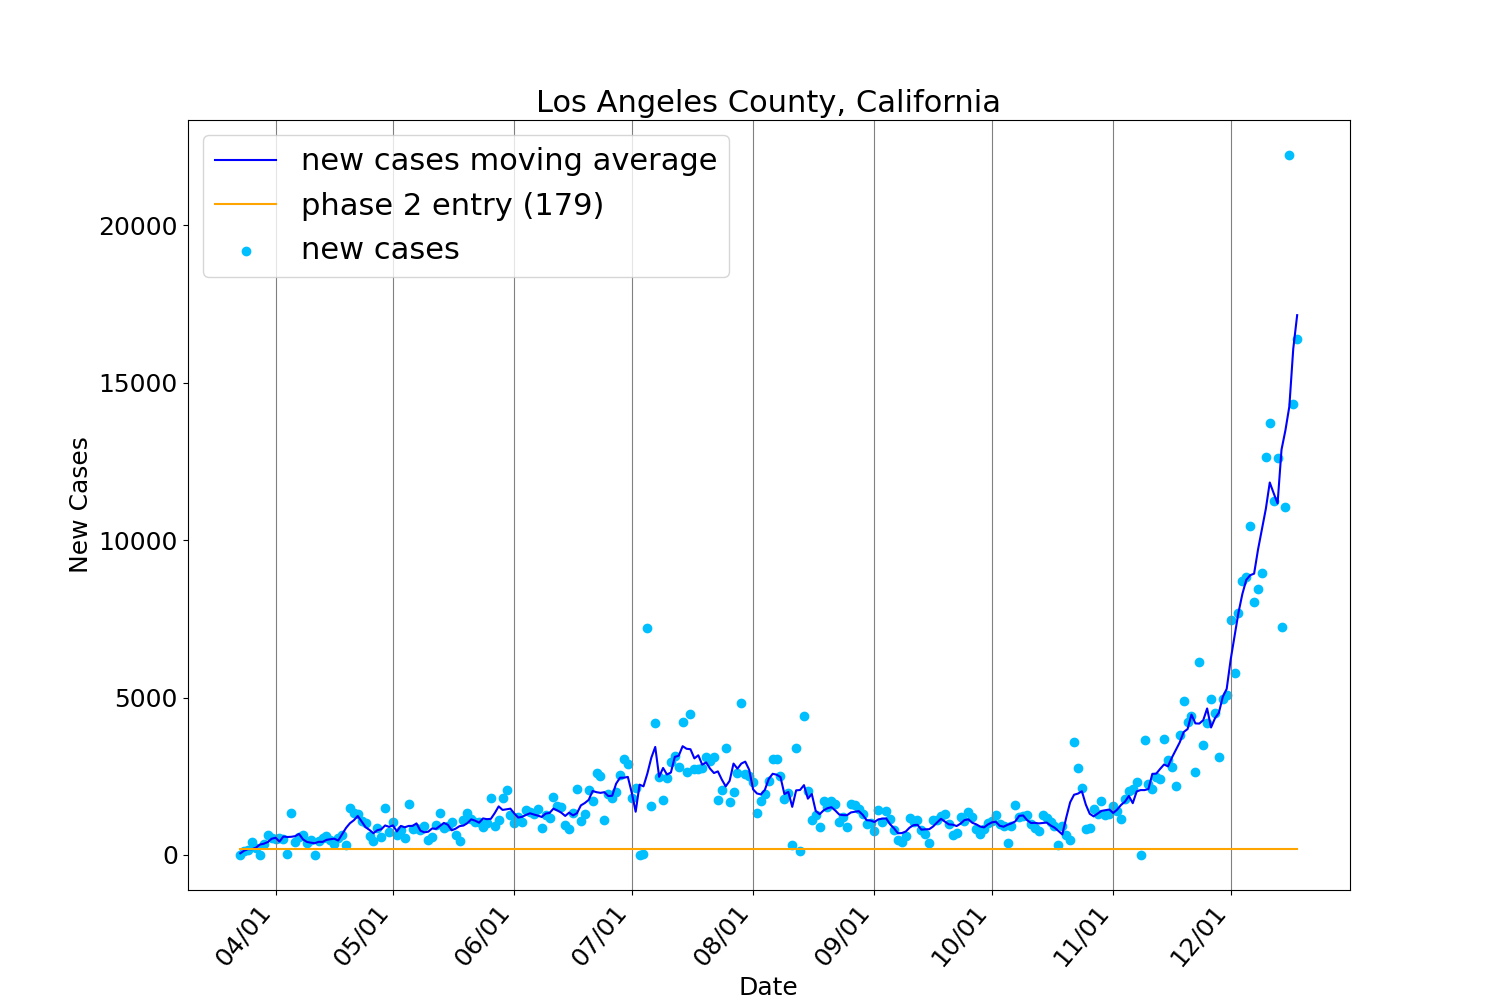 Los Angeles County, California
new cases moving average
phase 2 entry (179)
new cases
New Cases
20000
15000
10000
5000
0
04/01
05/01
06/01
07/01
08/01
09/01
10/01
11/01
12/01
Date